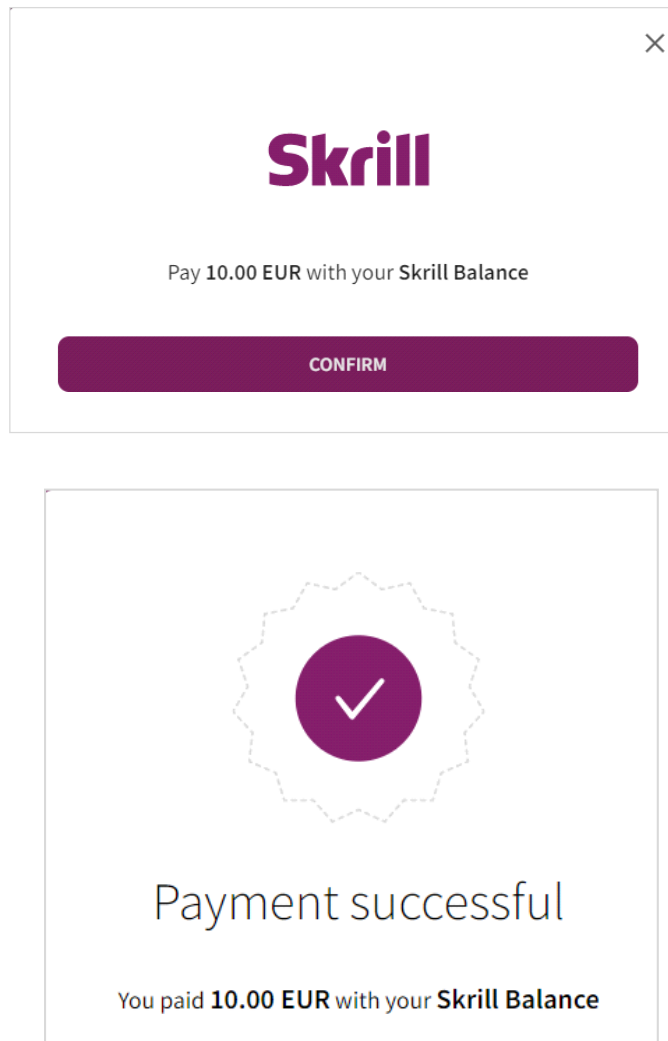 Skrill
Pay 10.00 EUR with your Skrill Balance
CONFIRM
Payment successful
You paid 10.00 EUR with your Skrill Balance